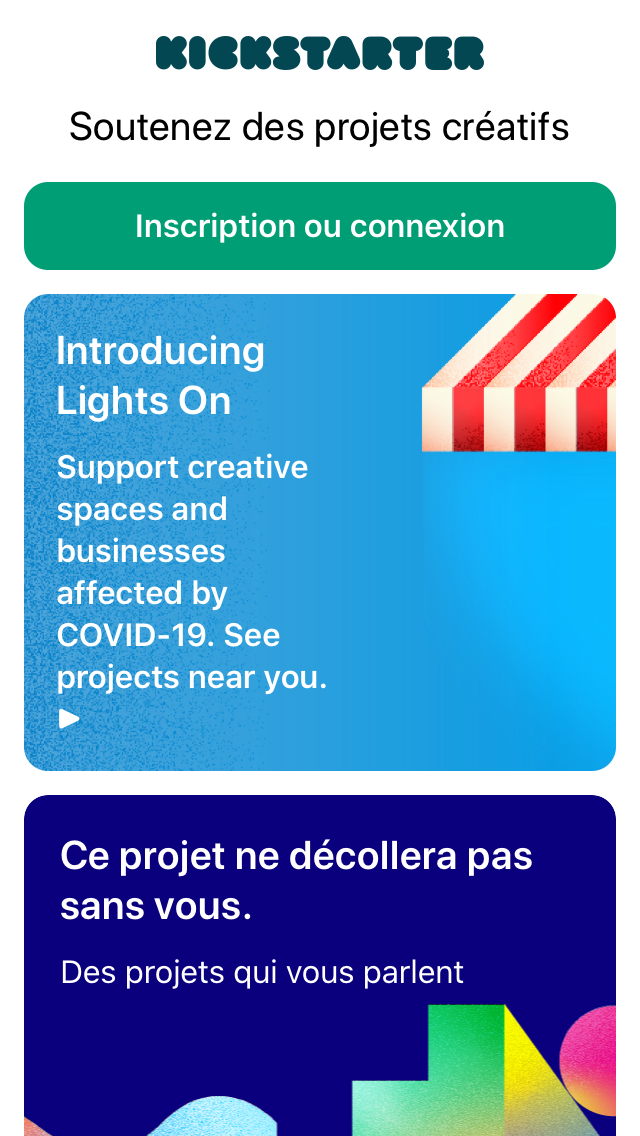 KICKSTARTER
Soutenez des projets créatifs
Inscription ou connexion
Introducing
Lights On
Support creative
spaces and
businesses
affected by
COVID-19. See
projects near you.
Ce projet ne décollera pas
sans vous.
Des projets qui vous parlent